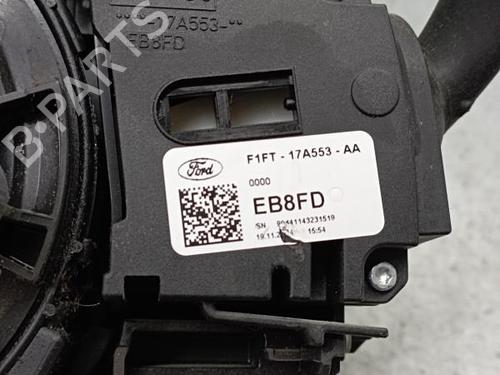 *** 17A553-**
EB8FD
B-PARTS
Ford
F1FT - 17A553 - AA
0000
EB8FD
SN
15:54